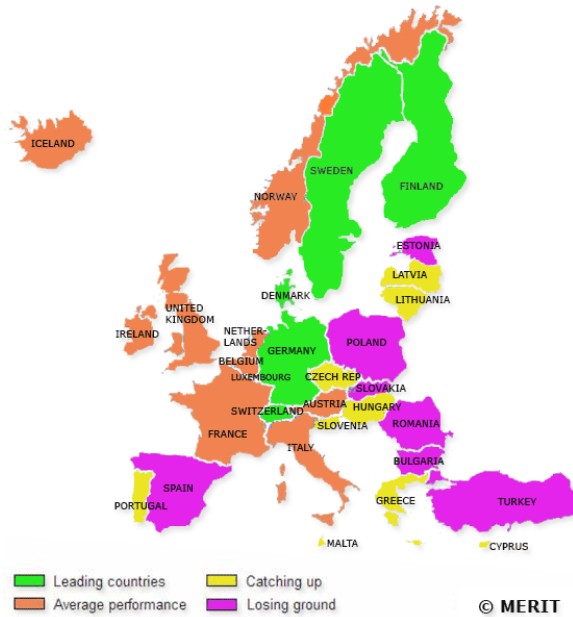 ICELAND
SWEDEN
FINLAND
NORWAY
ESTONIA
LATVIA
LITHUANIA
DENMARK
UNITED
KINGDOM
IRELAND
NETHER-
LANDS
GERMANY
POLAND
BELGIUM
LUXEMBOURG
CZECH REP
SLOVAKIA
SWITZERLAND
AUSTRIA
HUNGARY
SLOVENIA
ROMANIA
FRANCE
ITALY
BULGARIA
SPAIN
PORTUGAL
GREECE
TURKEY
MALTA
CYPRUS
Leading countries
Catching up
Average performance
Losing ground
© MERIT